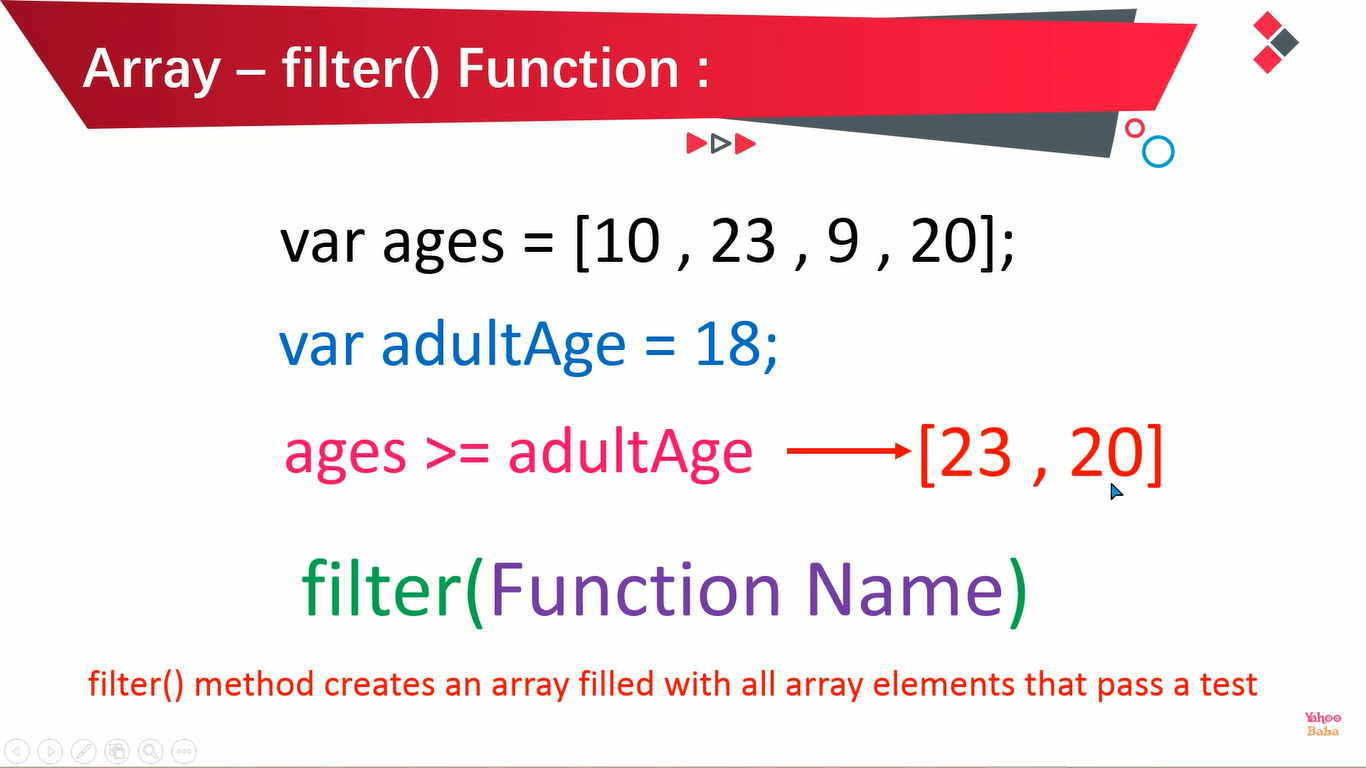 Array – filter() Function :
var ages = [10 , 23 , 9 , 20];
var adultAge = 18;
ages >= adultAge [23 , 20]
filter(Function Name)
filter() method creates an array filled with all array elements that pass a test
Yahoo
Baba